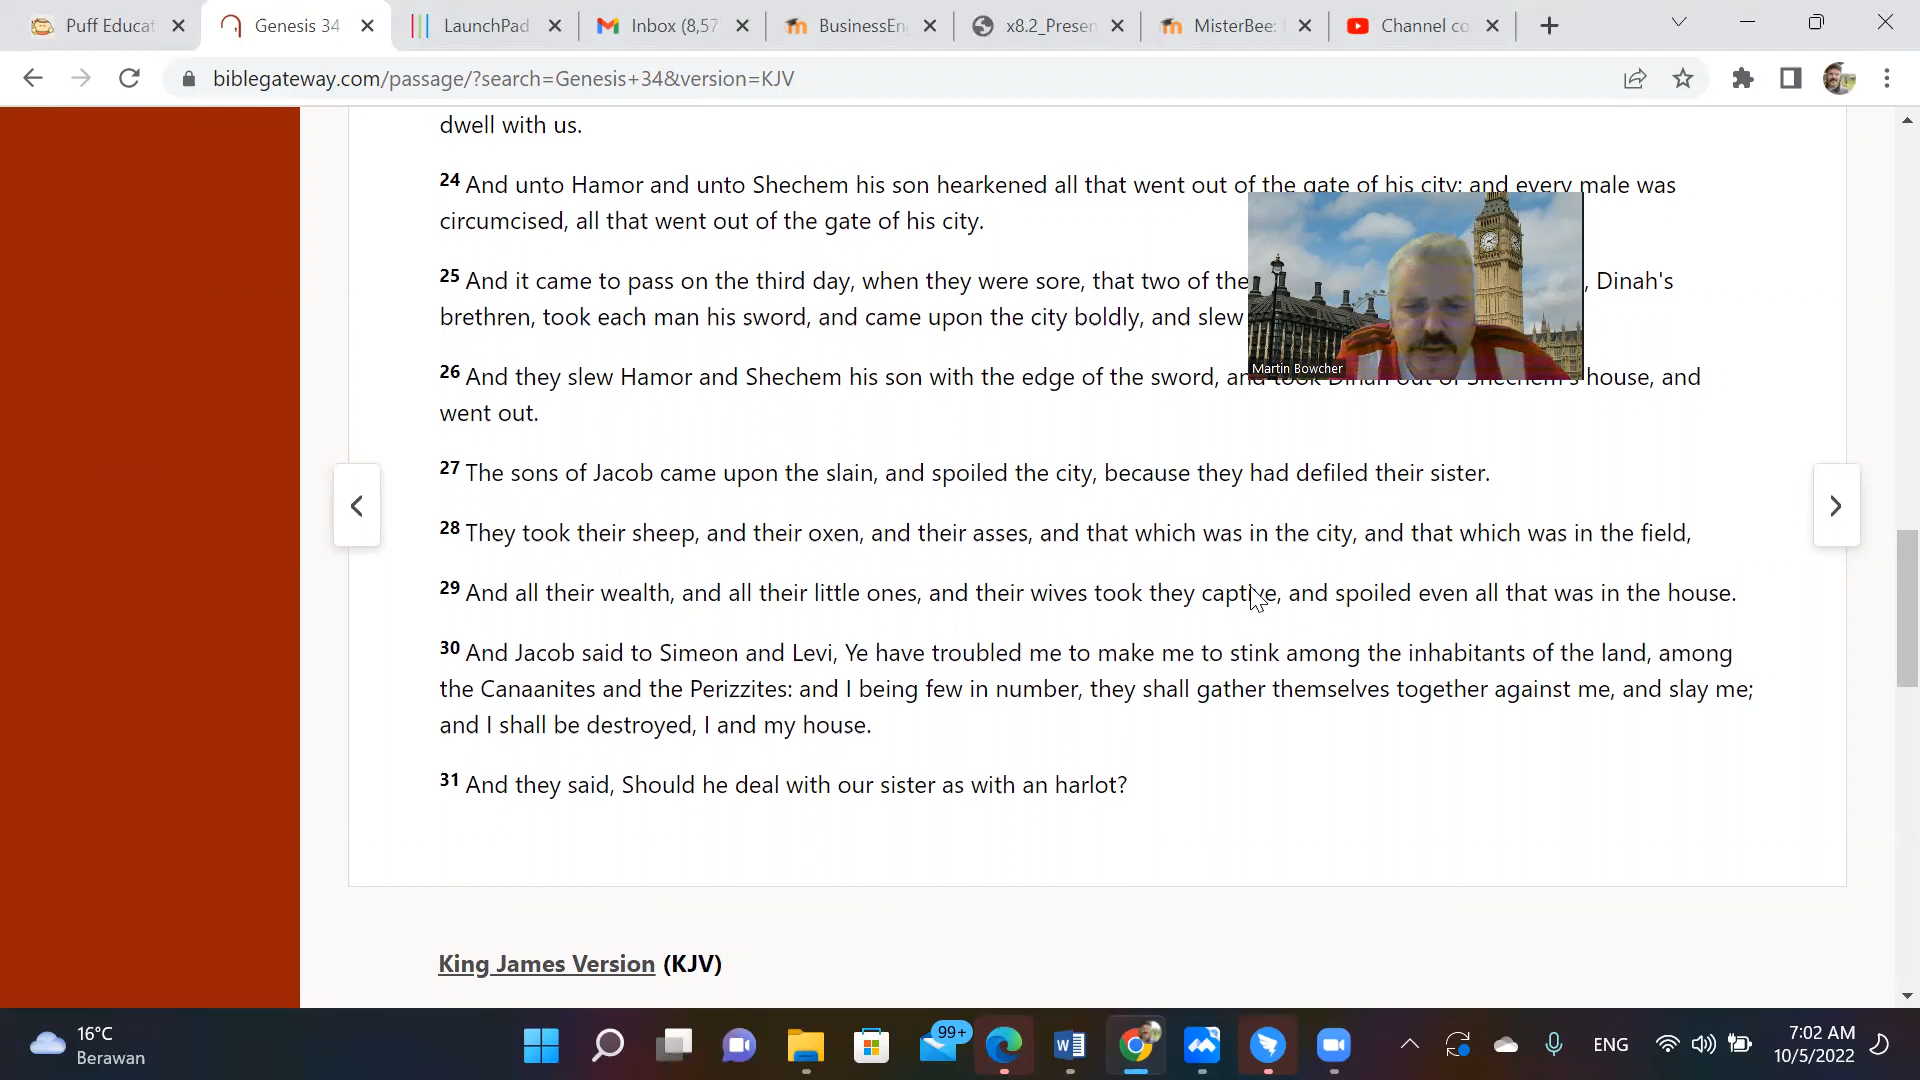 Puff Educat
Genesis 34
LaunchPad
Inbox (8,57
BusinessEn
x8.2_Presen
MisterBee:
Channel co
biblegateway.com/passage/?search=Genesis+34&version=KJV
dwell with us.
24 And unto Hamor and unto Shechem his son hearkened all that went out of the gate of his city; and every male was
circumcised, all that went out of the gate of his city.
25 And it came to pass on the third day, when they were sore, that two of the , Dinah's
brethren, took each man his sword, and came upon the city boldly, and slew
Martin Bowcher
26 And they slew Hamor and Shechem his son with the edge of the sword, and took Dinah out of Shechem's house, and
went out.
27 The sons of Jacob came upon the slain, and spoiled the city, because they had defiled their sister.
28 They took their sheep, and their oxen, and their asses, and that which was in the city, and that which was in the field,
29 And all their wealth, and all their little ones, and their wives took they captive, and spoiled even all that was in the house.
30 And Jacob said to Simeon and Levi, Ye have troubled me to make me to stink among the inhabitants of the land, among
the Canaanites and the Perizzites: and I being few in number, they shall gather themselves together against me, and slay me;
and I shall be destroyed, I and my house.
31 And they said, Should he deal with our sister as with an harlot?
King James Version (KJV)
16°C
Berawan
99+
ENG
7:02 AM
10/5/2022